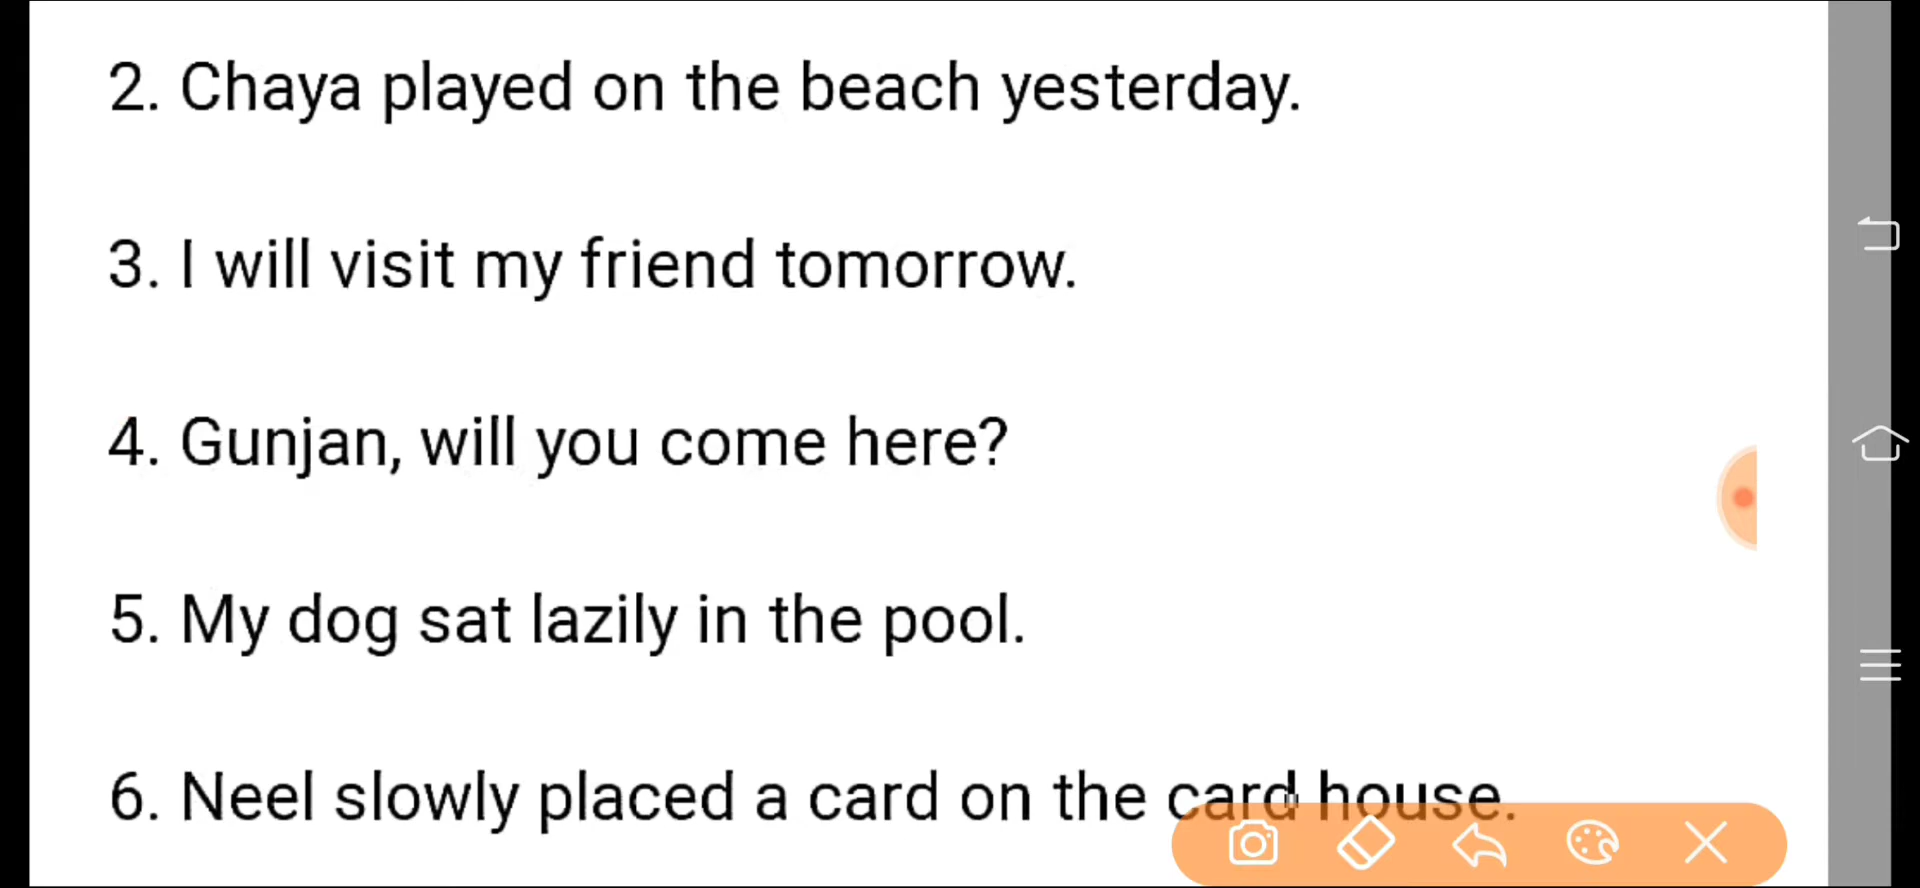 2. Chaya played on the beach yesterday.
3. I will visit my friend tomorrow.
4. Gunjan, will you come here?
5. My dog sat lazily in the pool.
6. Neel slowly placed a card on the card house.